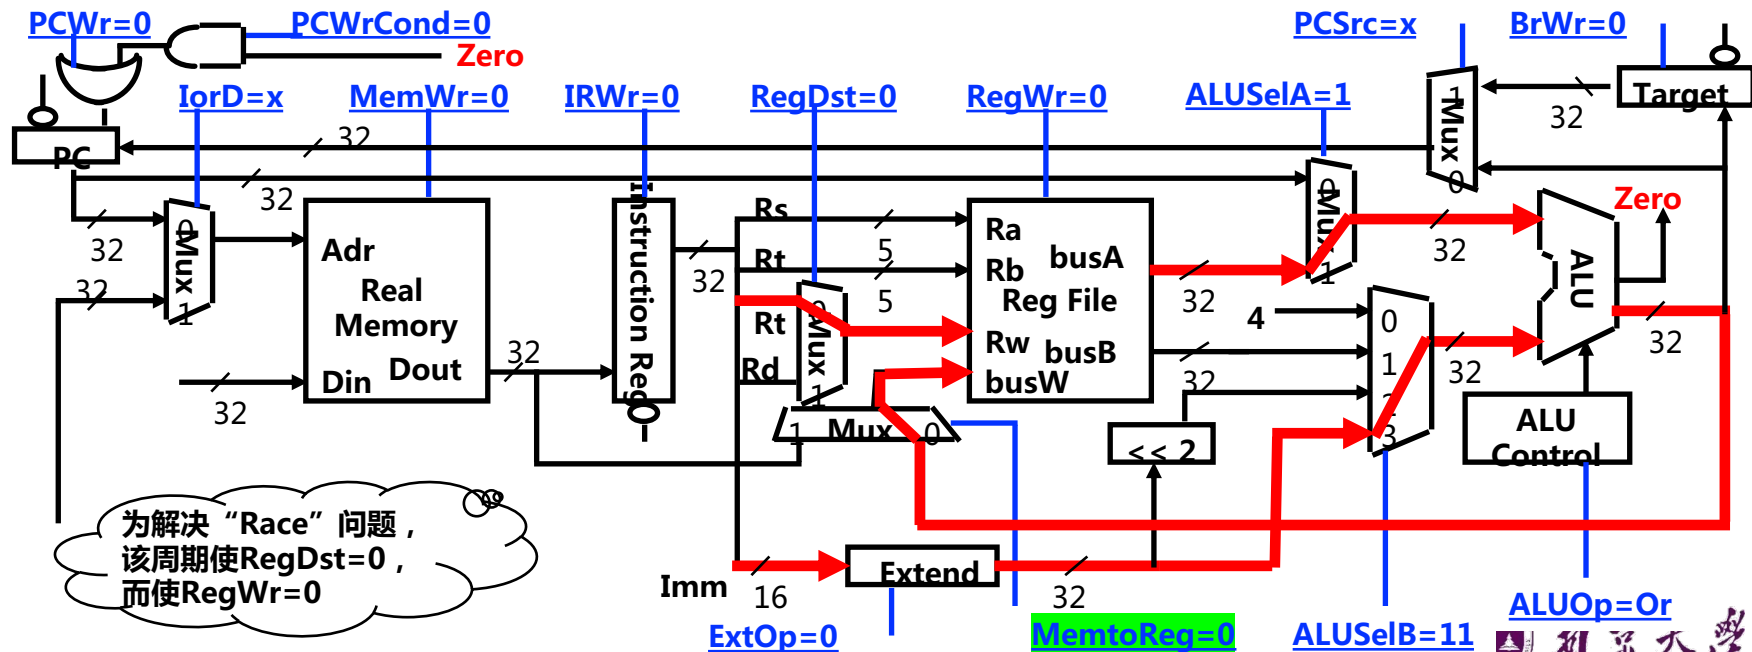 PCWr=0
PCWrCond=0
PCSrc=x
BrWr=0
Zero
IorD=x
MemWr=0
IRWr=0
RegDst=0
RegWr=0
ALUSelA=1
1
Mux
0
32
Target
PC
32
32
32
0
Mux
1
32
Adr
Real
Memory
Din
Dout
32
32
Instruction Reg
32
Rs
5
Rt
5
Rt
Rd
0
Mux
1
1
Mux
0
Ra
Rb
busA
Reg File
Rw
busB
busW
32
32
0
Mux
1
32
4
0
1
2
3
32
<< 2
ALU
Zero
32
ALU
Control
为解决“Race”问题，
该周期使RegDst=0，
而使RegWr=0
Imm
16
Extend
32
ExtOp=0
MemtoReg=0
ALUSelB=11
ALUOp=Or